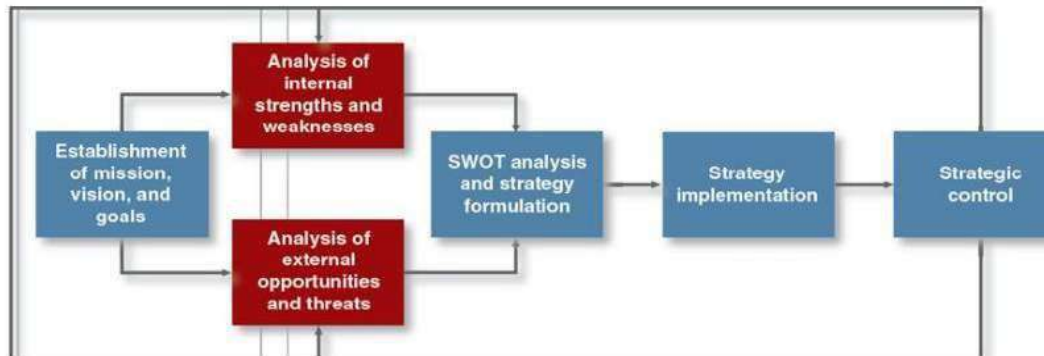 Establishment
of mission,
vision, and
goals
Analysis of
internal
strengths and
weaknesses
Analysis of
external
opportunities
and threats
SWOT analysis
and strategy
formulation
Strategy
implementation
Strategic
control